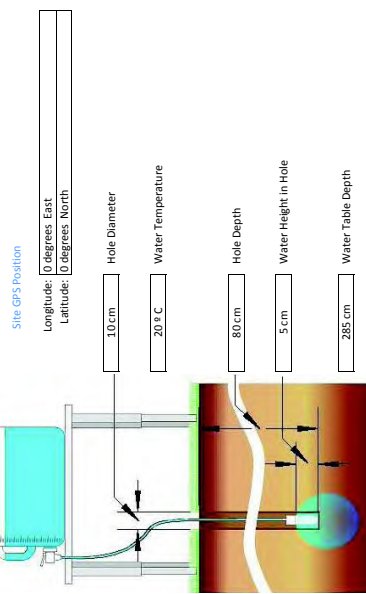 Site GPS Position
Longitude: 0 degrees East
Latitude: 0 degrees North
10 cm Hole Diameter
20 º C Water Temperature
80 cm Hole Depth
5 cm Water Height in Hole
285 cm Water Table Depth